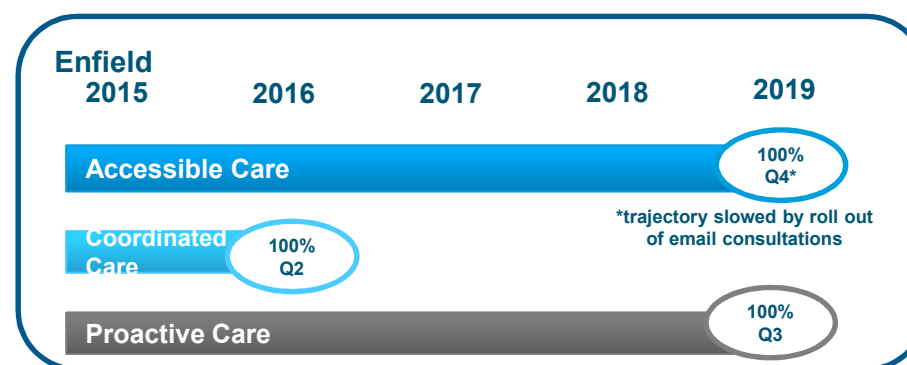 Enfield
2015 2016 2017 2018 2019
Accessible Care
100%
Q4*
*trajectory slowed by roll out
of email consultations
Coordinated
Care
100%
Q2
Proactive Care
100%
Q3